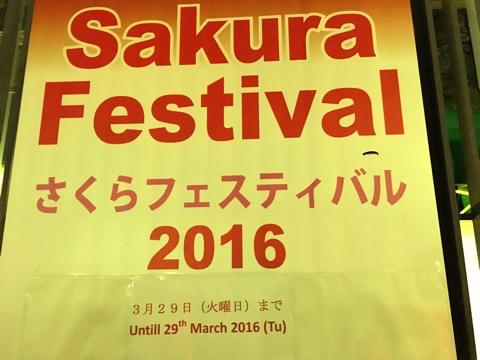 Sakura
Festival
さくらフェスティバル
2016
３月２９日（火曜日）まで
Untill 29th March 2016 (Tu)